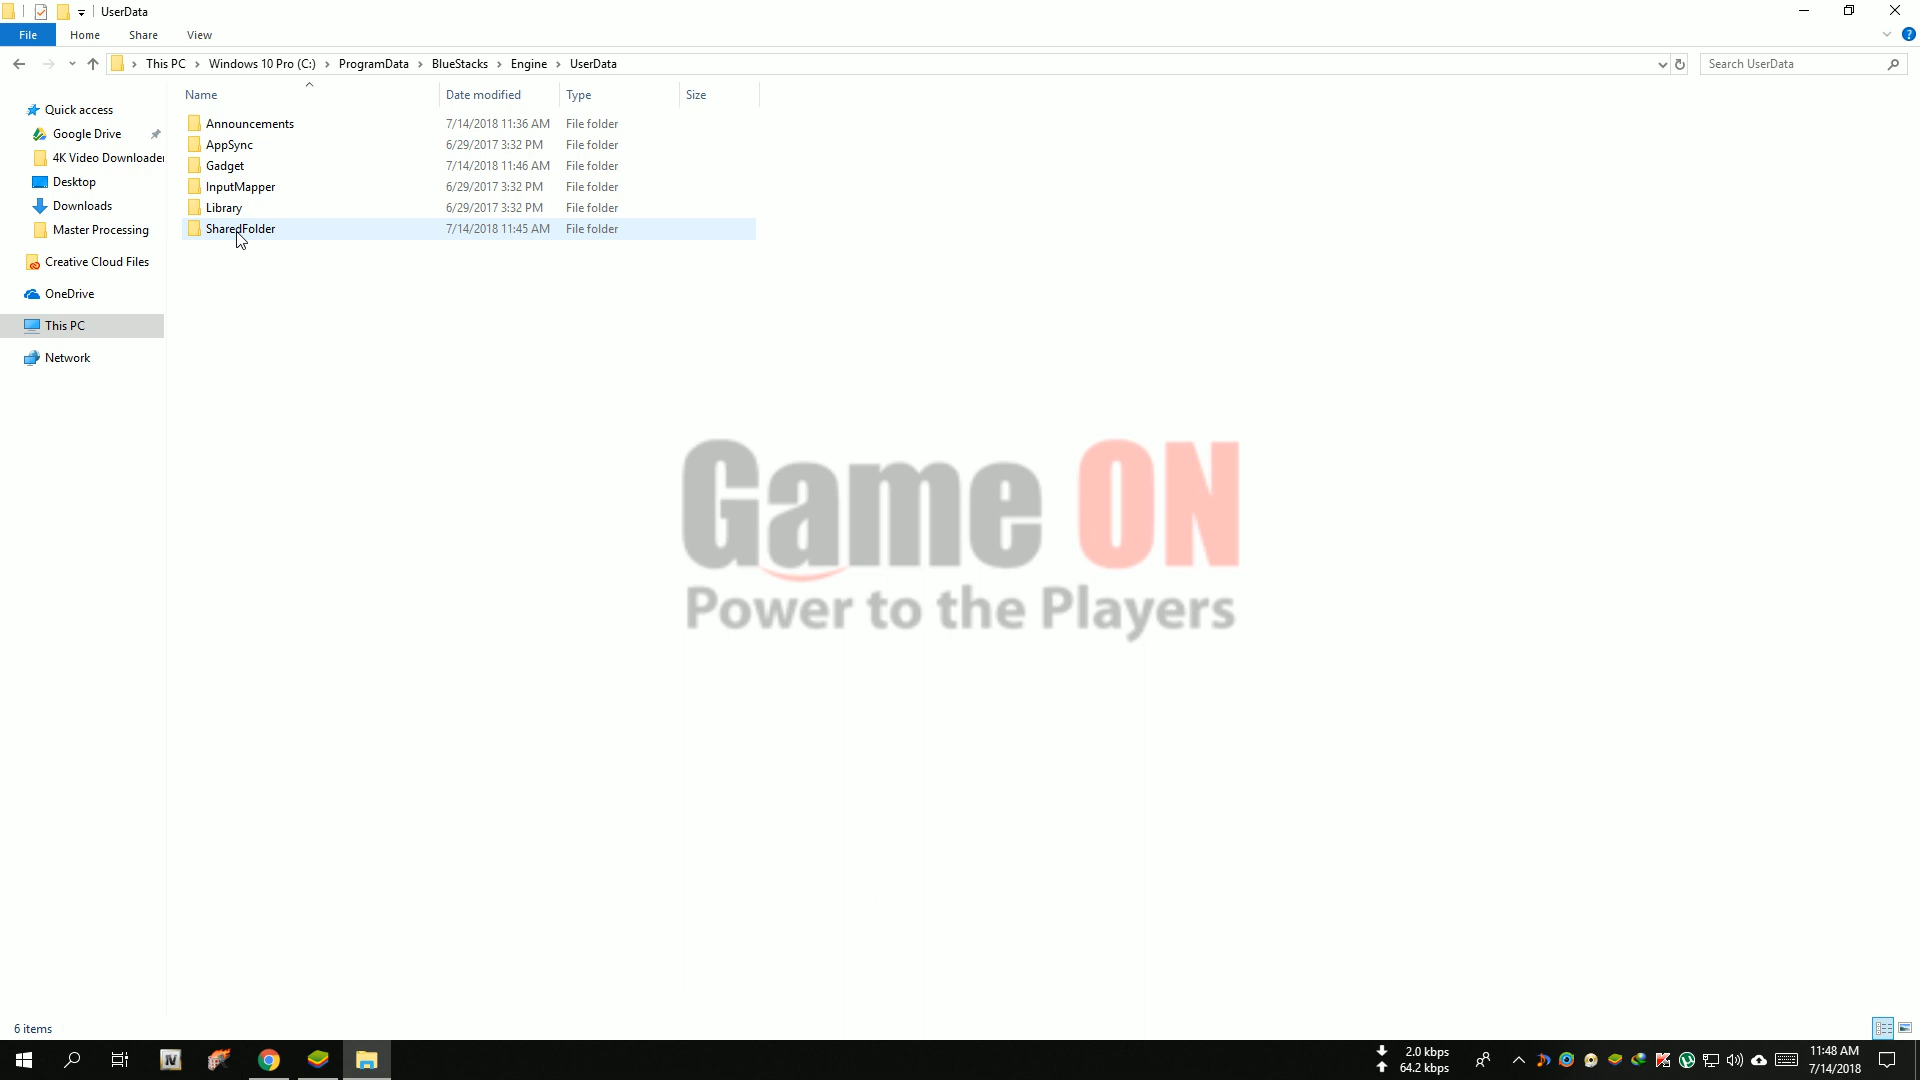 UserData
File Home Share View
This PC Windows 10 Pro (C:) ProgramData BlueStacks Engine UserData
Search UserData
Name Date modified Type Size
Quick access
Google Drive
4K Video Downloader
Desktop
Downloads
Master Processing
Creative Cloud Files
OneDrive
This PC
Network
Announcements 7/14/2018 11:36 AM File folder
AppSync 6/29/2017 3:32 PM File folder
Gadget 7/14/2018 11:46 AM File folder
InputMapper 6/29/2017 3:32 PM File folder
Library 6/29/2017 3:32 PM File folder
SharedFolder 7/14/2018 11:45 AM File folder
Game ON
Power to the Players
6 items
2.0 kbps
64.2 kbps
11:48 AM
7/14/2018